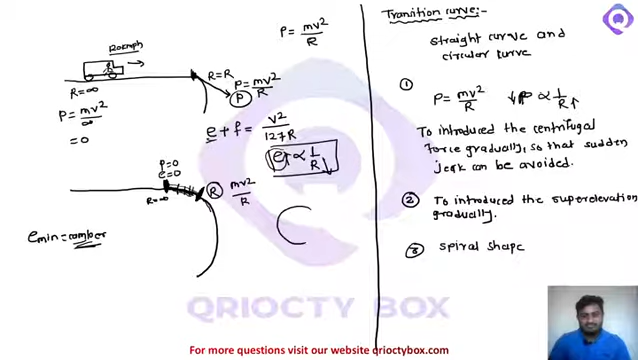 P = mv²/R
120kmph
R=R
R=∞
P = mv²/R
P
P = mv²/∞
= 0
e + f = v²/127R
e ∝ 1/R
P=0
e=0
R=∞
R
mv²/R
emin = camber
Transition curve:-
straight curve and
circular curve
① P = mv²/R ↓P ∝ 1/R↑
To introduced the centrifugal
force gradually, so that sudden
jerk can be avoided.
② To introduced the superelevation
gradually.
③ spiral shape
QRIOCTY BOX
For more questions visit our website qrioctybox.com